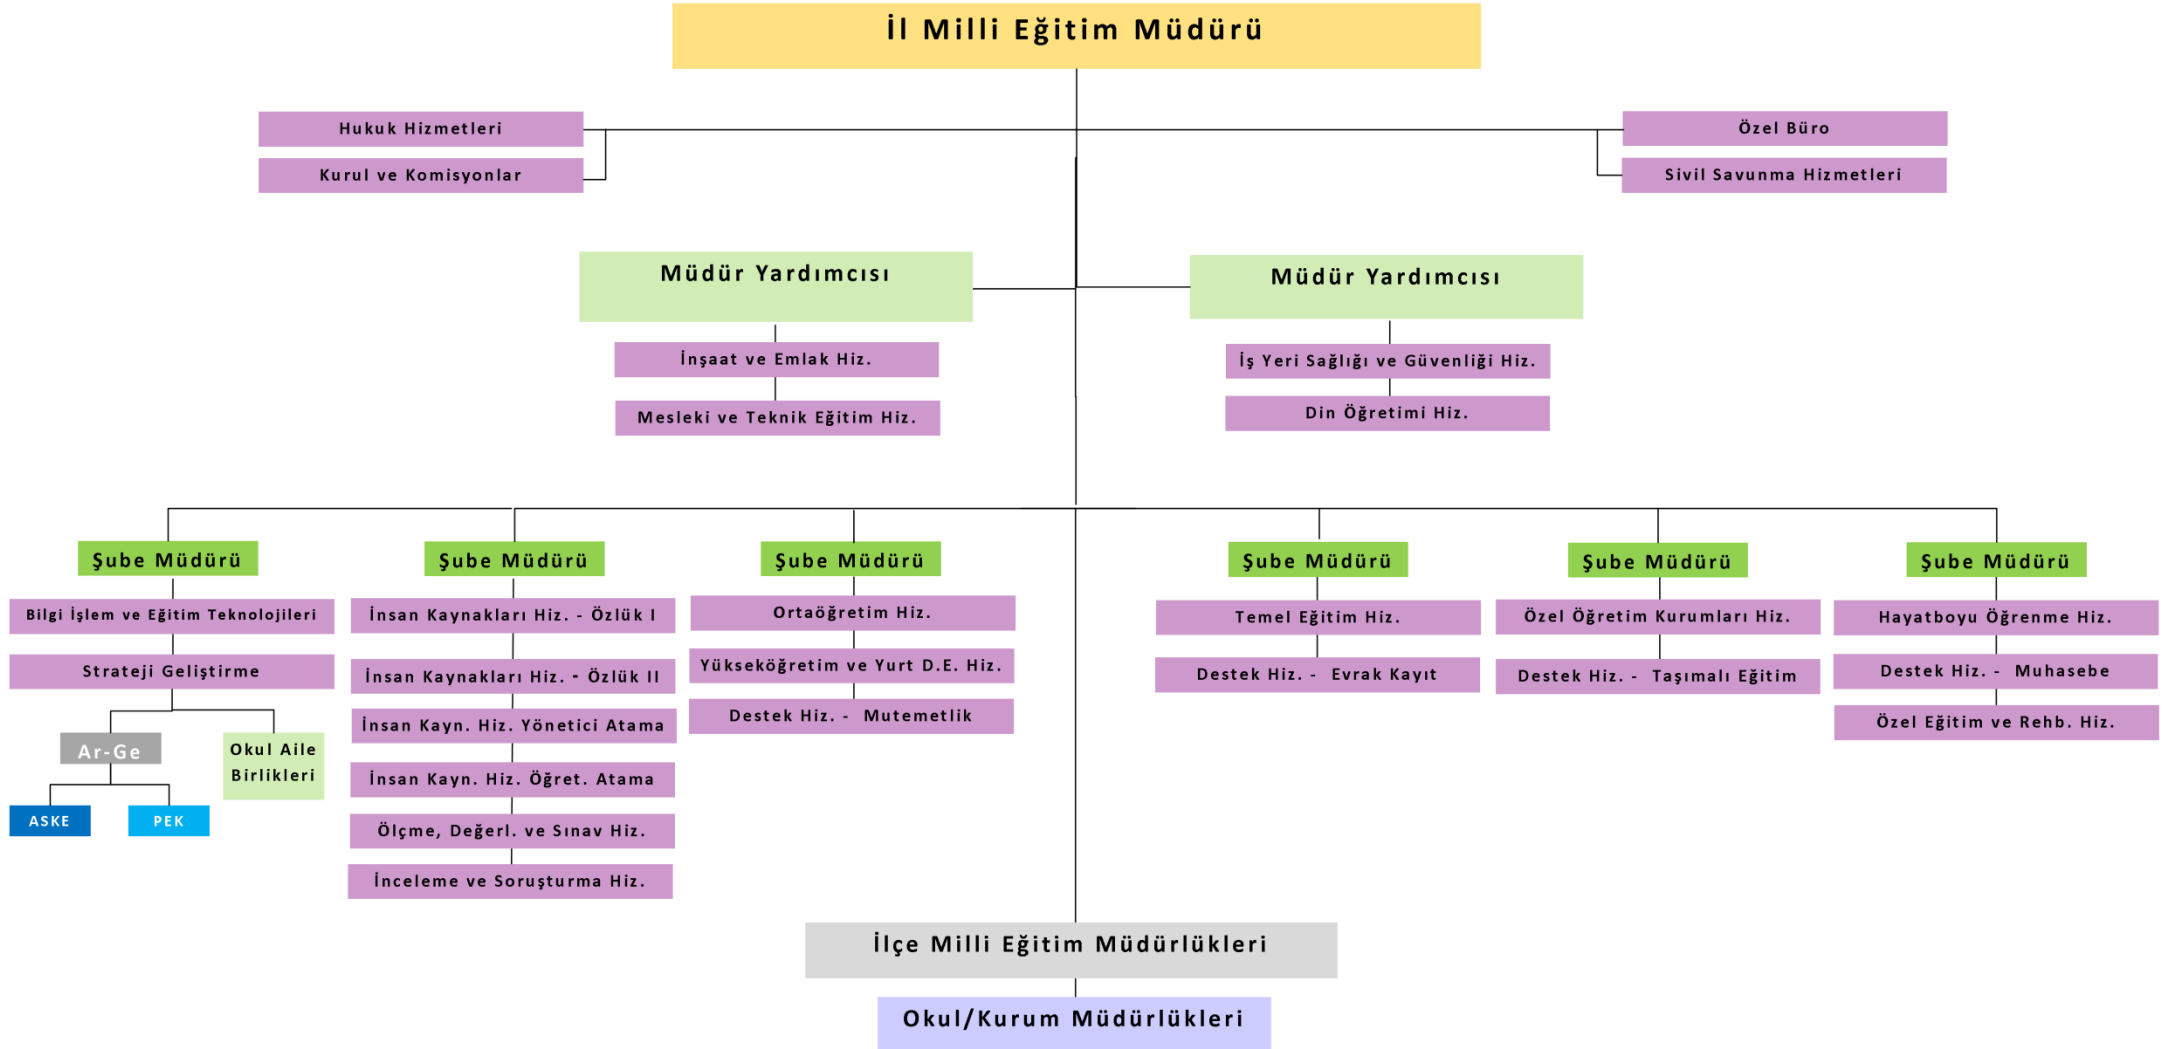 İl Milli Eğitim Müdürü
Hukuk Hizmetleri
Kurul ve Komisyonlar
Özel Büro
Sivil Savunma Hizmetleri
Müdür Yardımcısı
İnşaat ve Emlak Hiz.
Mesleki ve Teknik Eğitim Hiz.
Müdür Yardımcısı
İş Yeri Sağlığı ve Güvenliği Hiz.
Din Öğretimi Hiz.
Şube Müdürü
Bilgi İşlem ve Eğitim Teknolojileri
Strateji Geliştirme
Ar-Ge
Okul Aile
Birlikleri
ASKE
PEK
Şube Müdürü
İnsan Kaynakları Hiz. - Özlük I
İnsan Kaynakları Hiz. - Özlük II
İnsan Kayn. Hiz. Yönetici Atama
İnsan Kayn. Hiz. Öğret. Atama
Ölçme, Değerl. ve Sınav Hiz.
İnceleme ve Soruşturma Hiz.
Şube Müdürü
Ortaöğretim Hiz.
Yükseköğretim ve Yurt D.E. Hiz.
Destek Hiz. - Mutemetlik
Şube Müdürü
Temel Eğitim Hiz.
Destek Hiz. - Evrak Kayıt
Şube Müdürü
Özel Öğretim Kurumları Hiz.
Destek Hiz. - Taşımalı Eğitim
Şube Müdürü
Hayatboyu Öğrenme Hiz.
Destek Hiz. - Muhasebe
Özel Eğitim ve Rehb. Hiz.
İlçe Milli Eğitim Müdürlükleri
Okul/Kurum Müdürlükleri